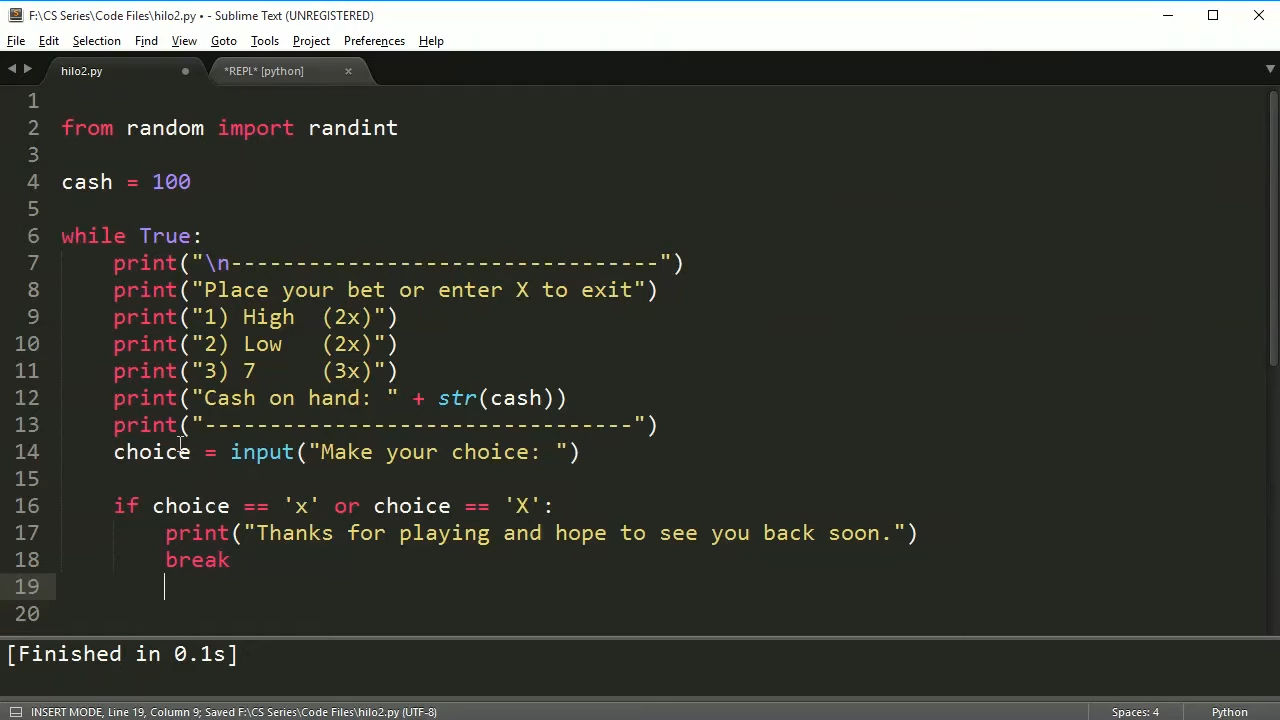 F:\CS Series\Code Files\hilo2.py • - Sublime Text (UNREGISTERED)
File Edit Selection Find View Goto Tools Project Preferences Help
hilo2.py *REPL* [python]
1
2 from random import randint
3
4 cash = 100
5
6 while True:
7 print("\n---------------------------------")
8 print("Place your bet or enter X to exit")
9 print("1) High  (2x)")
10 print("2) Low   (2x)")
11 print("3) 7     (3x)")
12 print("Cash on hand: " + str(cash))
13 print("---------------------------------")
14 choice = input("Make your choice: ")
15
16 if choice == 'x' or choice == 'X':
17 print("Thanks for playing and hope to see you back soon.")
18 break
19
20
[Finished in 0.1s]
INSERT MODE, Line 19, Column 9; Saved F:\CS Series\Code Files\hilo2.py (UTF-8) Spaces: 4 Python